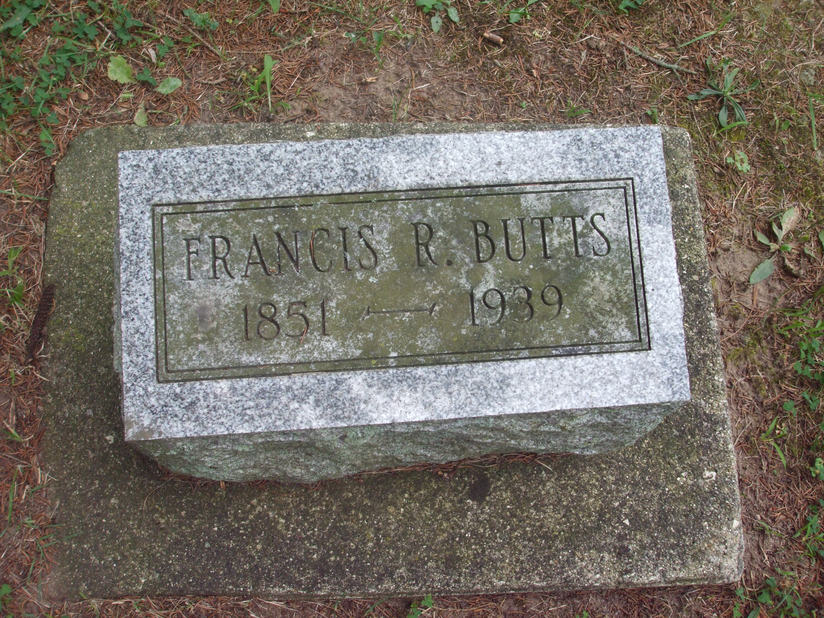 FRANCIS R. BUTTS
1851 — 1939